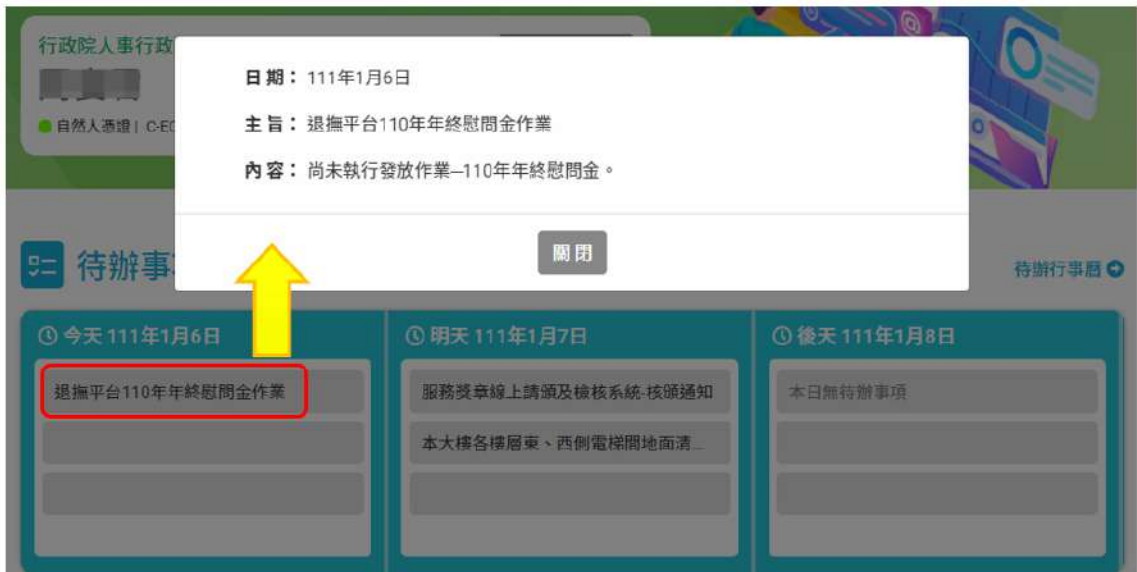 行政院人事行政
自然人憑證 | C-EC
日期：111年1月6日
主旨：退撫平台110年年終慰問金作業
內容：尚未執行發放作業—110年年終慰問金。
關閉
待辦事
待辦行事曆
今天 111年1月6日
退撫平台110年年終慰問金作業
明天 111年1月7日
服務獎章線上請頒及檢核系統-核頒通知
本大樓各樓層東、西側電梯間地面清...
後天 111年1月8日
本日無待辦事項